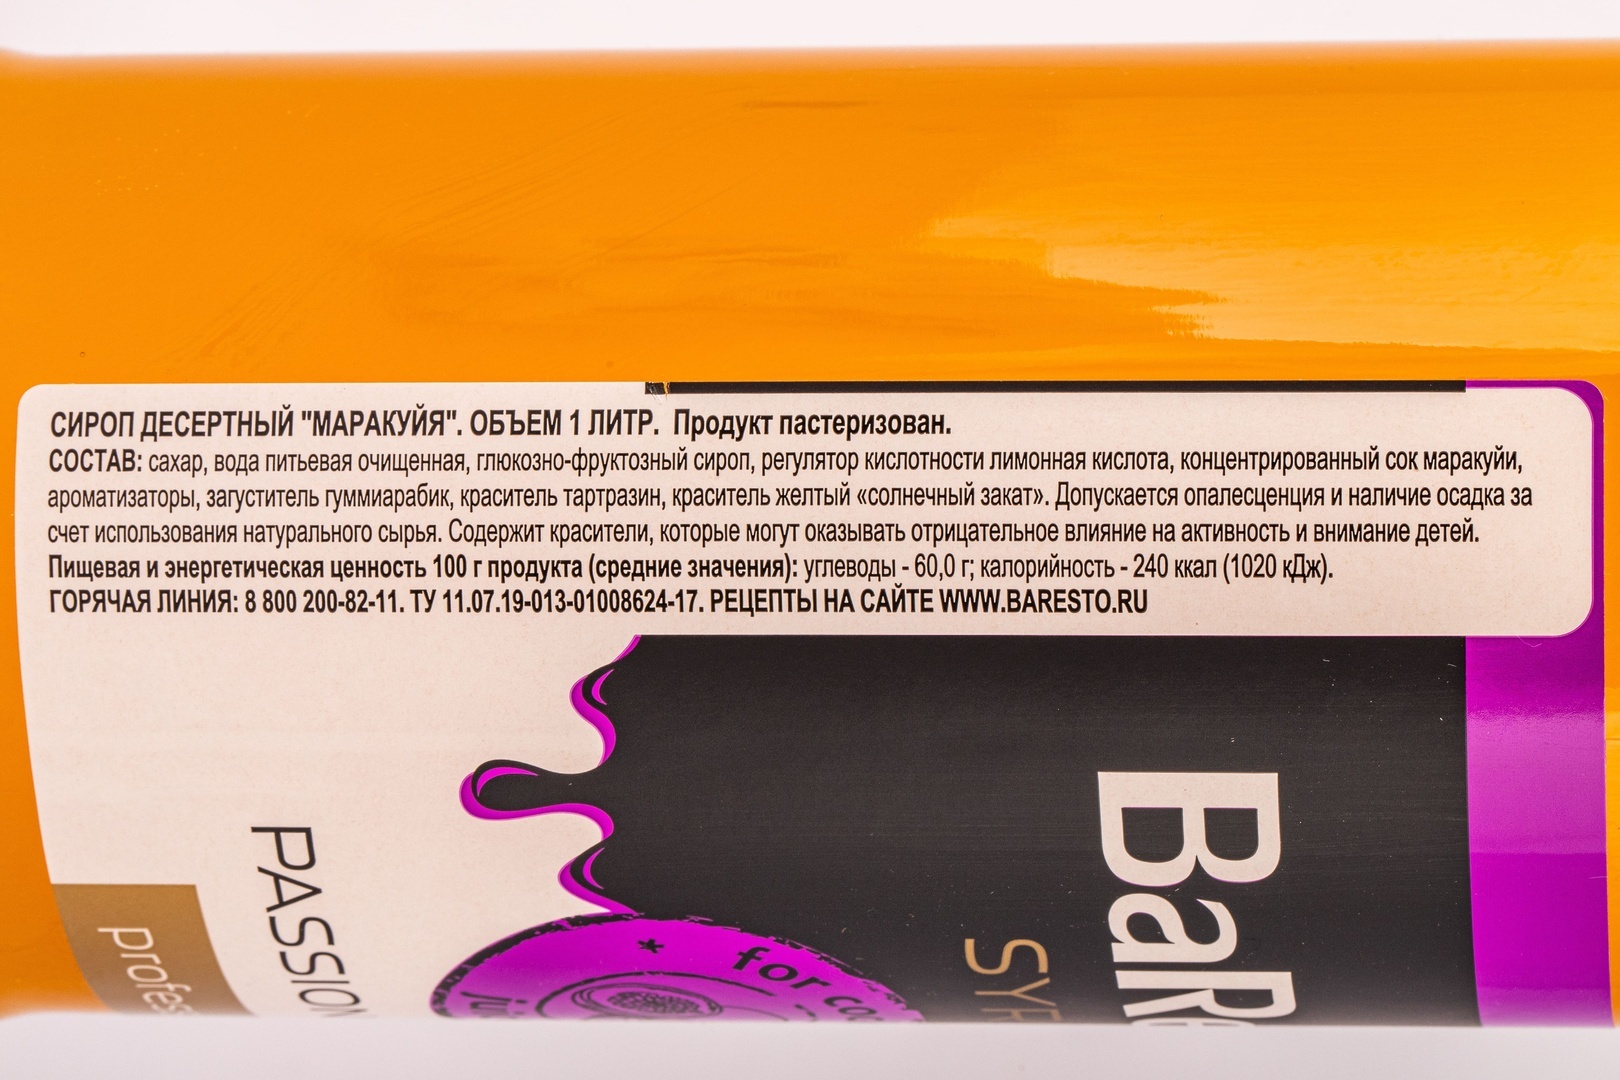 СИРОП ДЕСЕРТНЫЙ "МАРАКУЙЯ". ОБЪЕМ 1 ЛИТР. Продукт пастеризован.
СОСТАВ: сахар, вода питьевая очищенная, глюкозно-фруктозный сироп, регулятор кислотности лимонная кислота, концентрированный сок маракуйи,
ароматизаторы, загуститель гуммиарабик, краситель тартразин, краситель желтый «солнечный закат». Допускается опалесценция и наличие осадка за
счет использования натурального сырья. Содержит красители, которые могут оказывать отрицательное влияние на активность и внимание детей.
Пищевая и энергетическая ценность 100 г продукта (средние значения): углеводы - 60,0 г; калорийность - 240 ккал (1020 кДж).
ГОРЯЧАЯ ЛИНИЯ: 8 800 200-82-11. ТУ 11.07.19-013-01008624-17. РЕЦЕПТЫ НА САЙТЕ WWW.BARESTO.RU
BaR
SYR
for
PASSION